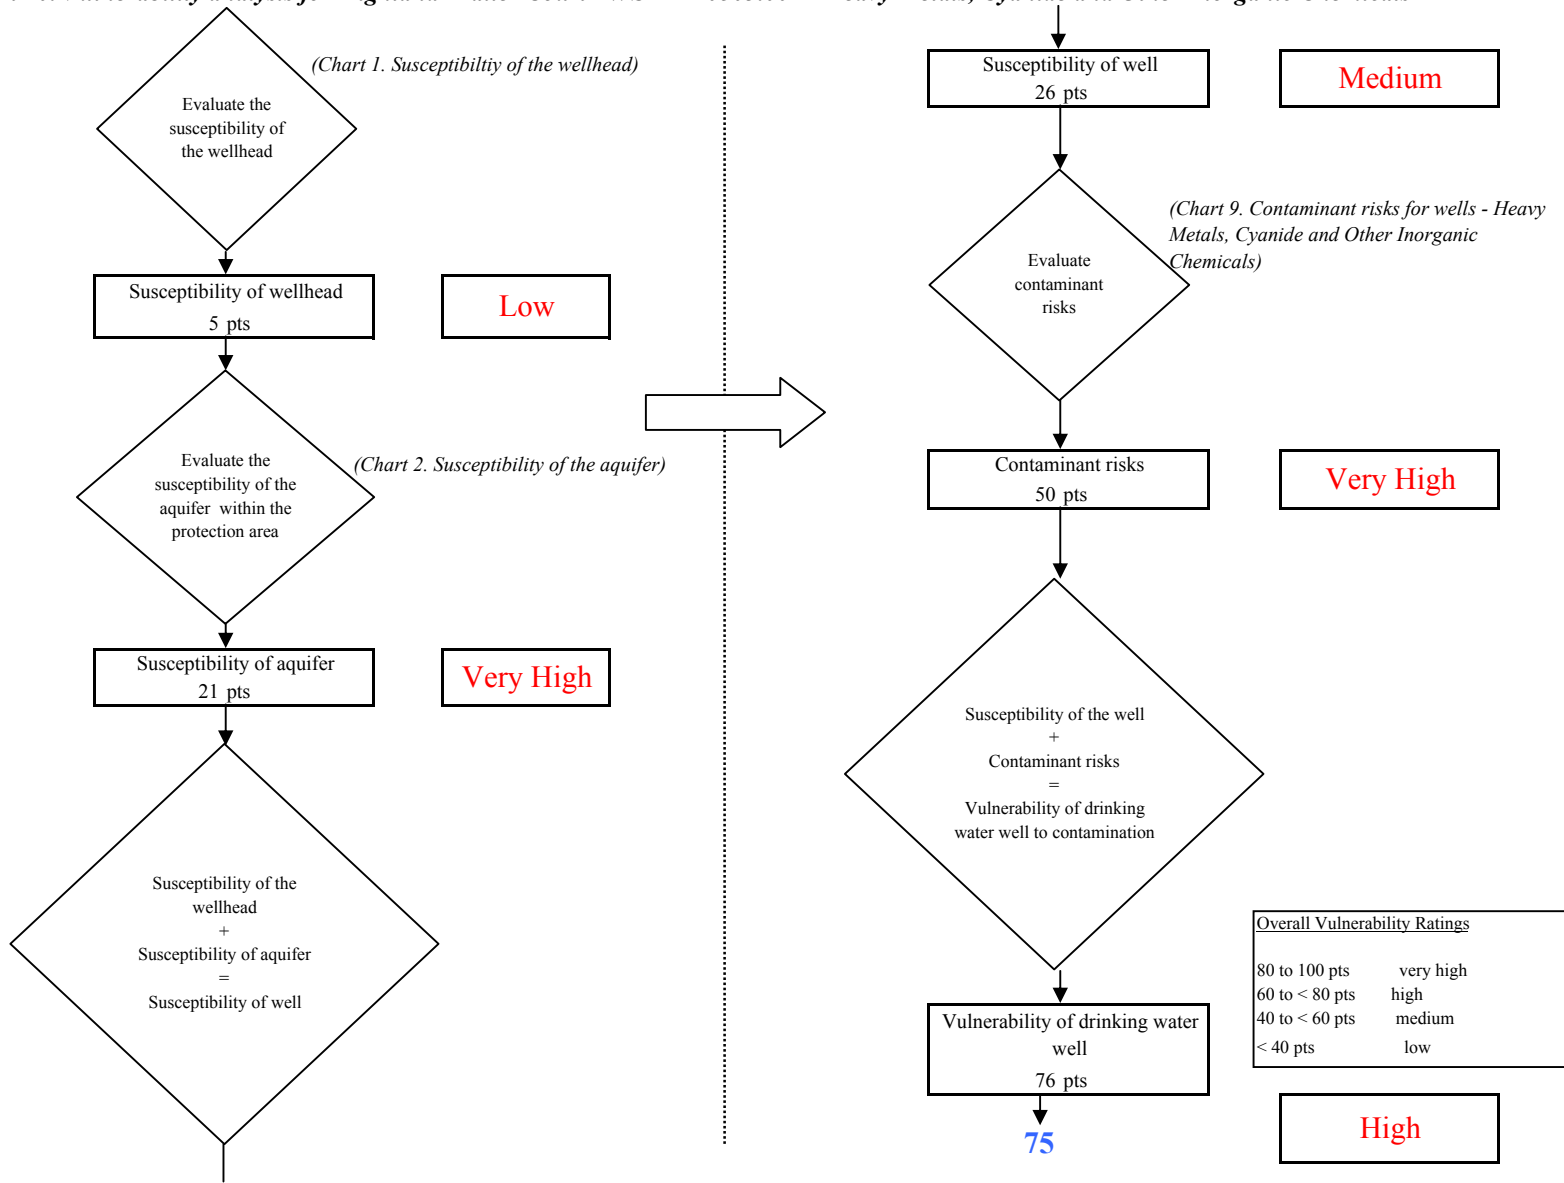 (Chart 1. Susceptibiltiy of the wellhead)
Evaluate the
susceptibility of
the wellhead
Susceptibility of wellhead
5 pts
Low
Evaluate the
susceptibility of the
aquifer within the
protection area
(Chart 2. Susceptibility of the aquifer)
Susceptibility of aquifer
21 pts
Very High
Susceptibility of the
wellhead
+
Susceptibility of aquifer
=
Susceptibility of well
Susceptibility of well
26 pts
Medium
(Chart 9. Contaminant risks for wells - Heavy
Metals, Cyanide and Other Inorganic
Chemicals)
Evaluate
contaminant
risks
Contaminant risks
50 pts
Very High
Susceptibility of the well
+
Contaminant risks
=
Vulnerability of drinking
water well to contamination
Overall Vulnerability Ratings
80 to 100 pts very high
60 to < 80 pts high
40 to < 60 pts medium
< 40 pts low
Vulnerability of drinking water
well
76 pts
75
High